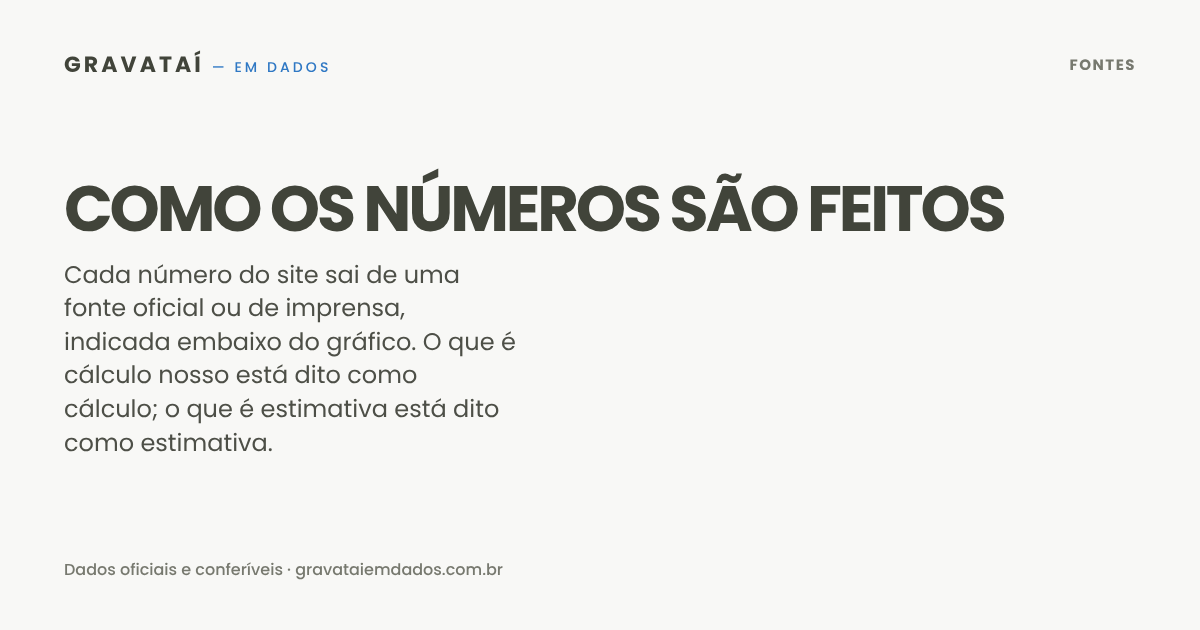 GRAVATAÍ — EM DADOS
FONTES
COMO OS NÚMEROS SÃO FEITOS
Cada número do site sai de uma
fonte oficial ou de imprensa,
indicada embaixo do gráfico. O que é
cálculo nosso está dito como
cálculo; o que é estimativa está dito
como estimativa.
Dados oficiais e conferíveis · gravataiemdados.com.br